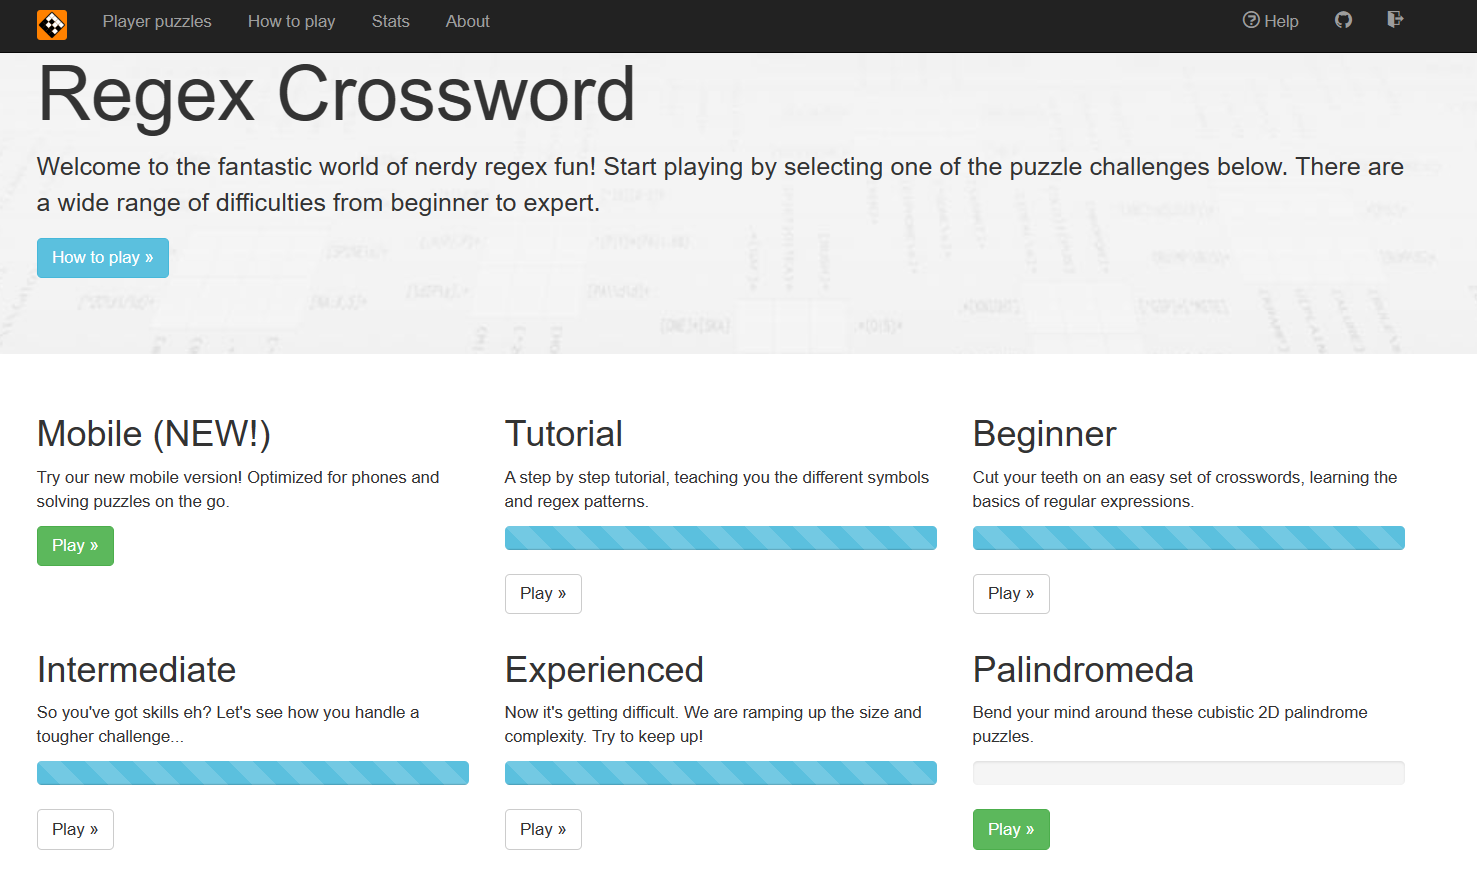 Player puzzles How to play Stats About Help
Regex Crossword
Welcome to the fantastic world of nerdy regex fun! Start playing by selecting one of the puzzle challenges below. There are
a wide range of difficulties from beginner to expert.
How to play »
Mobile (NEW!)
Try our new mobile version! Optimized for phones and
solving puzzles on the go.
Play »
Tutorial
A step by step tutorial, teaching you the different symbols
and regex patterns.
Play »
Beginner
Cut your teeth on an easy set of crosswords, learning the
basics of regular expressions.
Play »
Intermediate
So you've got skills eh? Let's see how you handle a
tougher challenge...
Play »
Experienced
Now it's getting difficult. We are ramping up the size and
complexity. Try to keep up!
Play »
Palindromeda
Bend your mind around these cubistic 2D palindrome
puzzles.
Play »